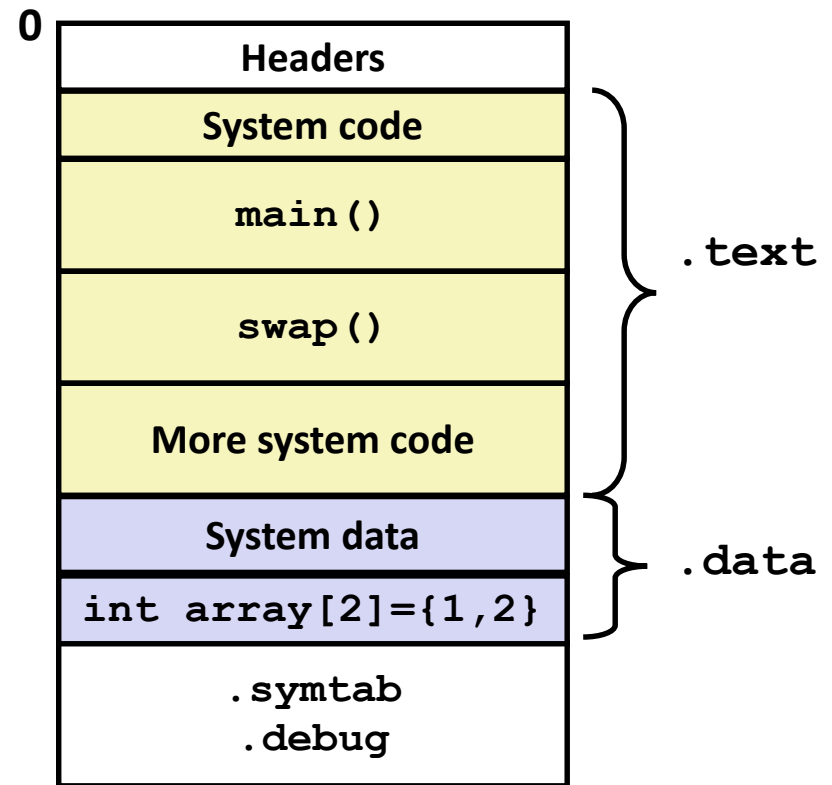 0
Headers
System code
main()
swap()
More system code
.text
System data
int array[2]={1,2}
.data
.symtab
.debug